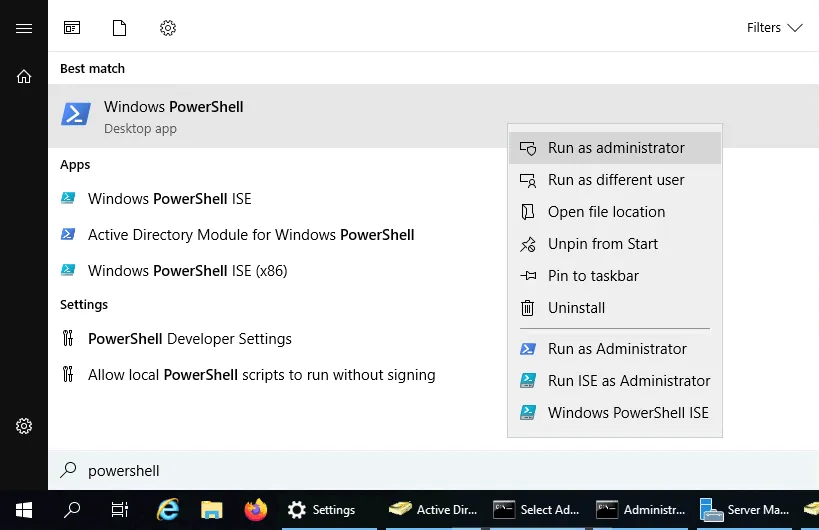 Filters
Best match
Windows PowerShell
Desktop app
Run as administrator
Run as different user
Open file location
Unpin from Start
Pin to taskbar
Uninstall
Run as Administrator
Run ISE as Administrator
Windows PowerShell ISE
Apps
Windows PowerShell ISE
Active Directory Module for Windows PowerShell
Windows PowerShell ISE (x86)
Settings
PowerShell Developer Settings
Allow local PowerShell scripts to run without signing
powershell
Settings
Active Dir...
Select Ad...
Administr...
Server Ma...